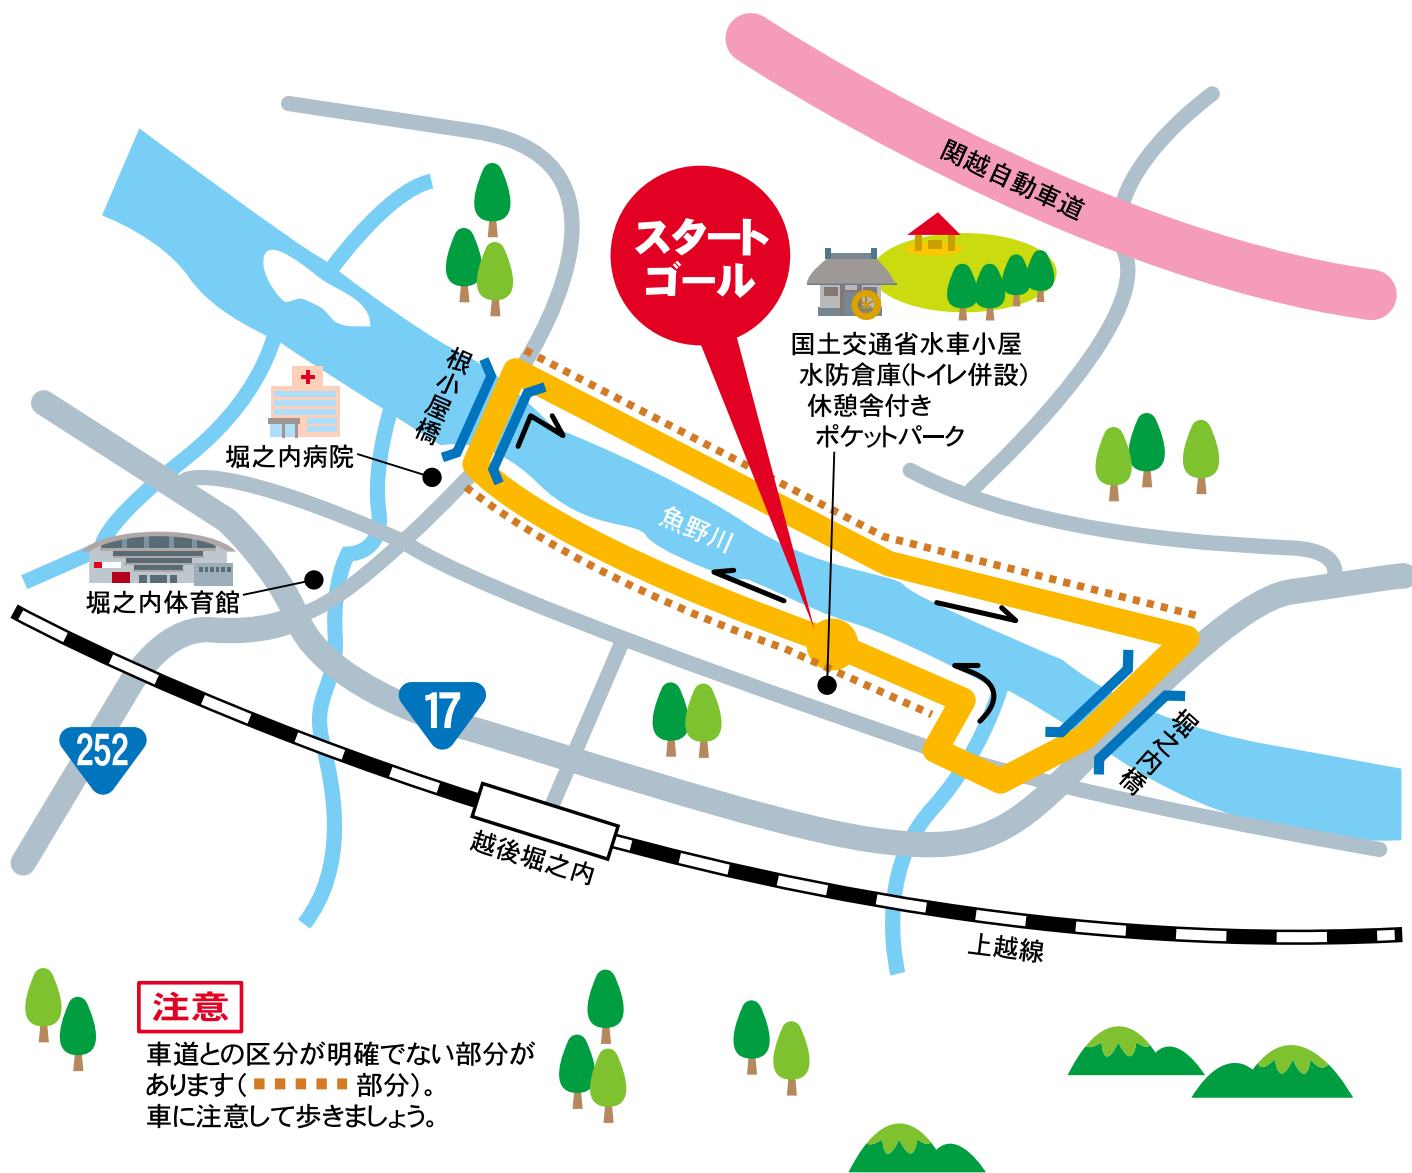 関越自動車道
スタート
ゴール
国土交通省水車小屋
水防倉庫(トイレ併設)
休憩舎付き
ポケットパーク
根小屋橋
堀之内病院
魚野川
堀之内体育館
17
252
堀之内橋
越後堀之内
上越線
注意
車道との区分が明確でない部分が
あります( 部分)。
車に注意して歩きましょう。